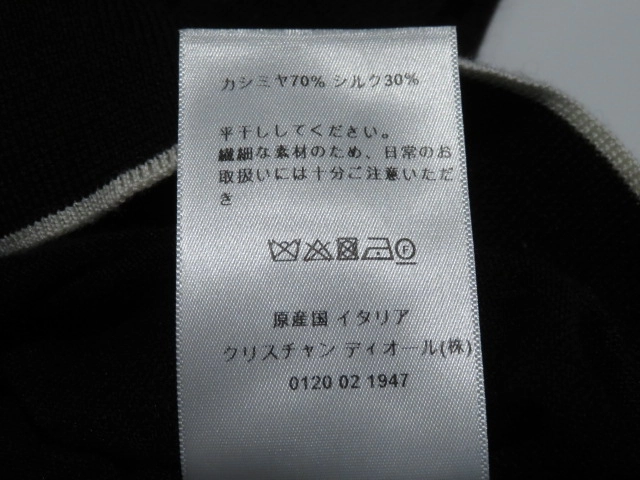 カシミヤ70% シルク30%
平干ししてください。
繊細な素材のため、日常のお
取扱いには十分ご注意いただ
き
F
原産国 イタリア
クリスチャン ディオール(株)
0120 02 1947